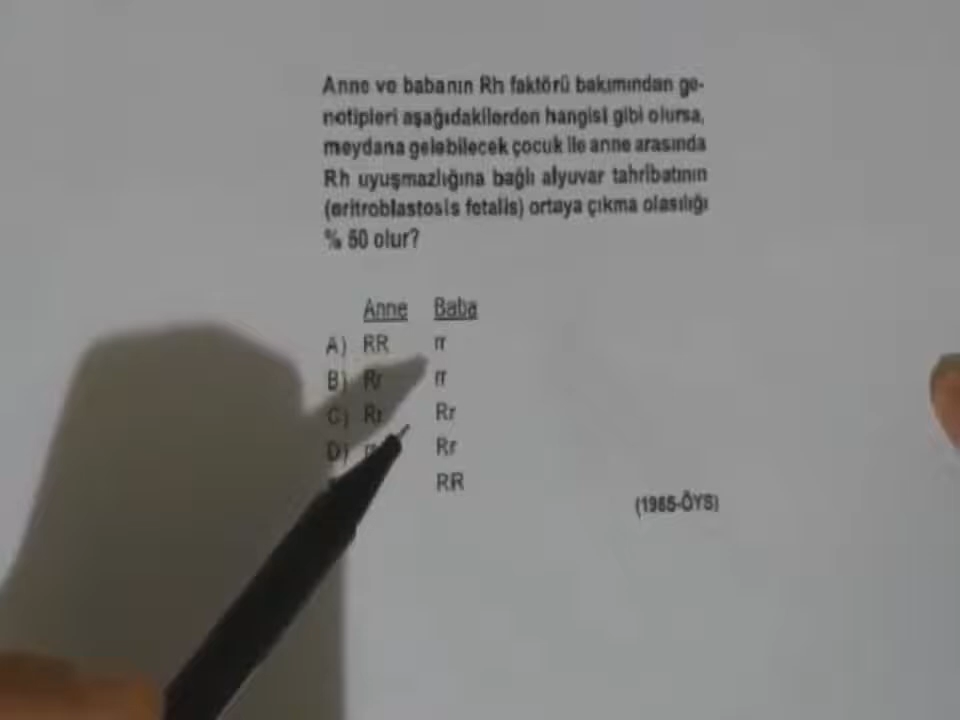 Anne ve babanın Rh faktörü bakımından ge-
notipleri aşağıdakilerden hangisi gibi olursa,
meydana gelebilecek çocuk ile anne arasında
Rh uyuşmazlığına bağlı alyuvar tahribatının
(eritroblastosis fetalis) ortaya çıkma olasılığı
% 50 olur?
Anne Baba
A) RR rr
B) Rr rr
C) Rr Rr
D) Rr
RR
(1985-ÖYS)